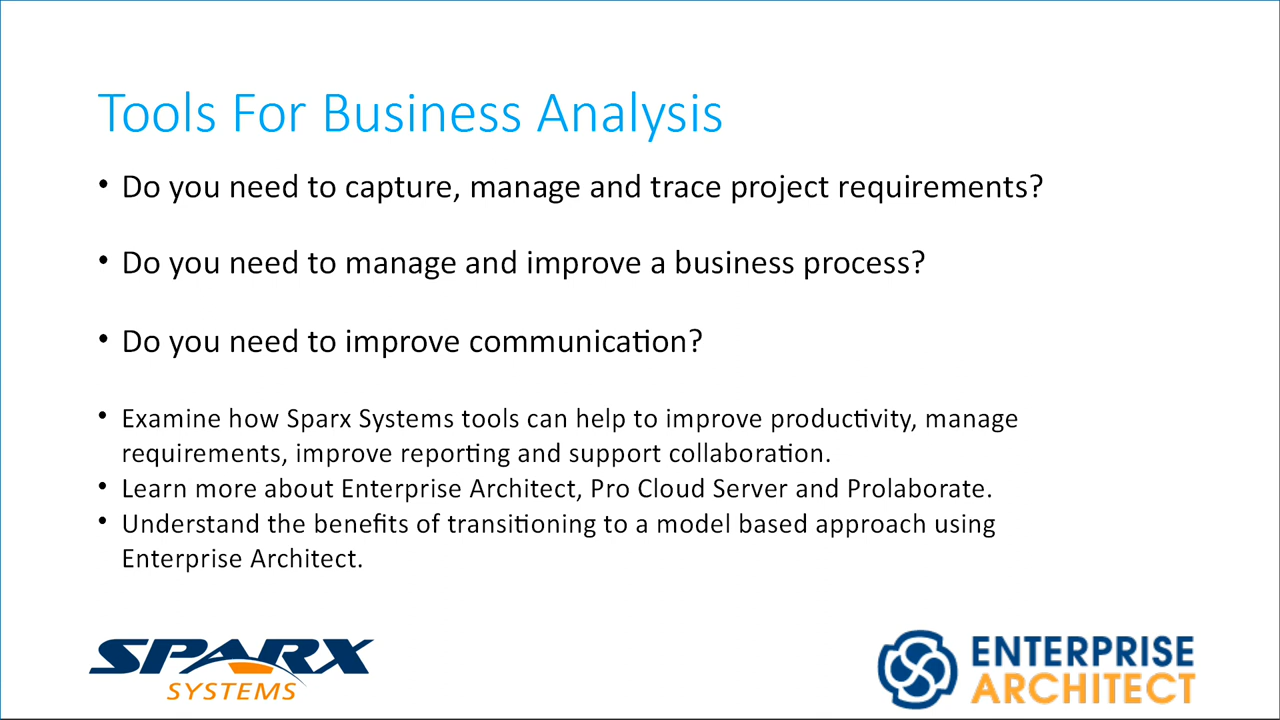 Tools For Business Analysis
• Do you need to capture, manage and trace project requirements?
• Do you need to manage and improve a business process?
• Do you need to improve communication?
• Examine how Sparx Systems tools can help to improve productivity, manage
requirements, improve reporting and support collaboration.
• Learn more about Enterprise Architect, Pro Cloud Server and Prolaborate.
• Understand the benefits of transitioning to a model based approach using
Enterprise Architect.
SPARX
SYSTEMS
ENTERPRISE
ARCHITECT